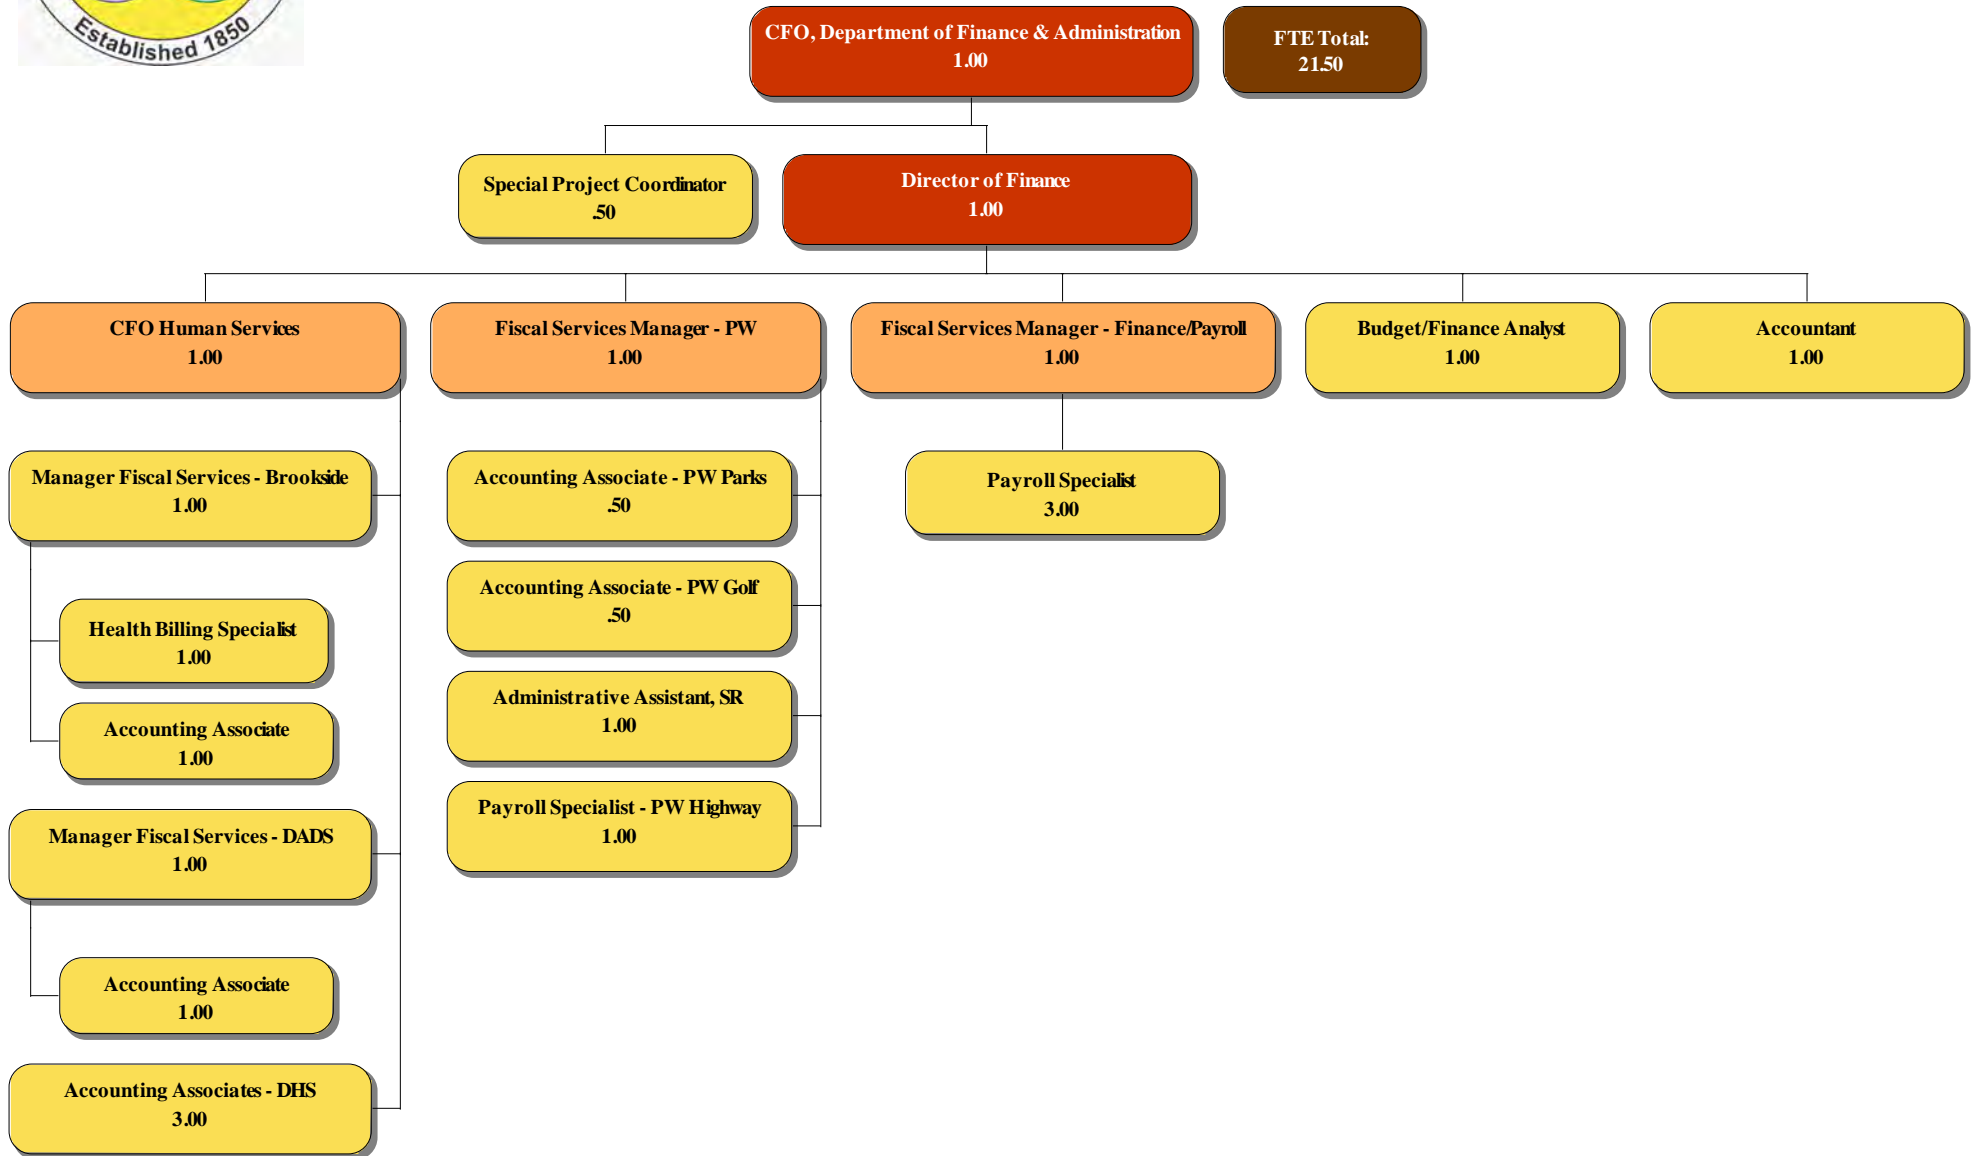 Established 1850
CFO, Department of Finance & Administration
1.00
FTE Total:
21.50
Special Project Coordinator
.50
Director of Finance
1.00
CFO Human Services
1.00
Fiscal Services Manager - PW
1.00
Fiscal Services Manager - Finance/Payroll
1.00
Budget/Finance Analyst
1.00
Accountant
1.00
Manager Fiscal Services - Brookside
1.00
Health Billing Specialist
1.00
Accounting Associate
1.00
Manager Fiscal Services - DADS
1.00
Accounting Associate
1.00
Accounting Associates - DHS
3.00
Accounting Associate - PW Parks
.50
Accounting Associate - PW Golf
.50
Administrative Assistant, SR
1.00
Payroll Specialist - PW Highway
1.00
Payroll Specialist
3.00